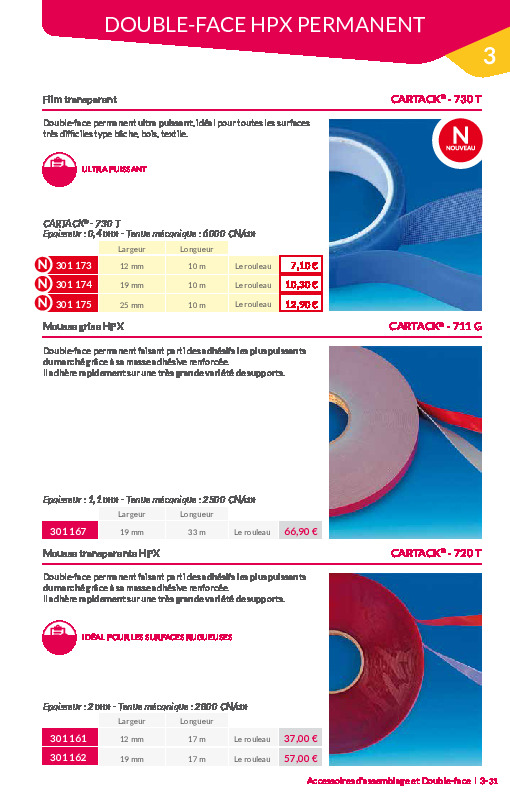 DOUBLE-FACE HPX PERMANENT
3
Film transparent
CARTACK® - 730 T
Double-face permanent ultra puissant, idéal pour toutes les surfaces
très difficiles type bâche, bois, textile.
N
NOUVEAU
ULTRA PUISSANT
CARTACK® - 730 T
Epaisseur : 0,4 mm - Tenue mécanique : 6000 CN/cm
Largeur Longueur
N 301 173 12 mm 10 m Le rouleau 7,10 €
N 301 174 19 mm 10 m Le rouleau 10,30 €
N 301 175 25 mm 10 m Le rouleau 12,90 €
Mousse grise HPX
CARTACK® - 711 G
Double-face permanent faisant parti des adhésifs les plus puissants
du marché grâce à sa masse adhésive renforcée.
Il adhère rapidement sur une très grande variété de supports.
Epaisseur : 1,1 mm - Tenue mécanique : 2500 CN/cm
Largeur Longueur
301 167 19 mm 33 m Le rouleau 66,90 €
Mousse transparente HPX
CARTACK® - 720 T
Double-face permanent faisant parti des adhésifs les plus puissants
du marché grâce à sa masse adhésive renforcée.
Il adhère rapidement sur une très grande variété de supports.
IDÉAL POUR LES SURFACES RUGUEUSES
Epaisseur : 2 mm - Tenue mécanique : 2800 CN/cm
Largeur Longueur
301 161 12 mm 17 m Le rouleau 37,00 €
301 162 19 mm 17 m Le rouleau 57,00 €
Accessoires d'assemblage et Double-face I 3-31